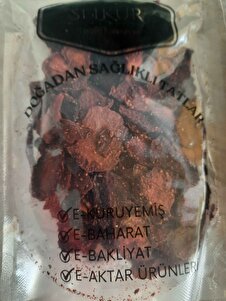 DOĞADAN SAĞLIKLI TATLAR
E-KURUYEMİŞ
E-BAHARAT
E-BAKLİYAT
E-AKTAR ÜRÜNLERİ